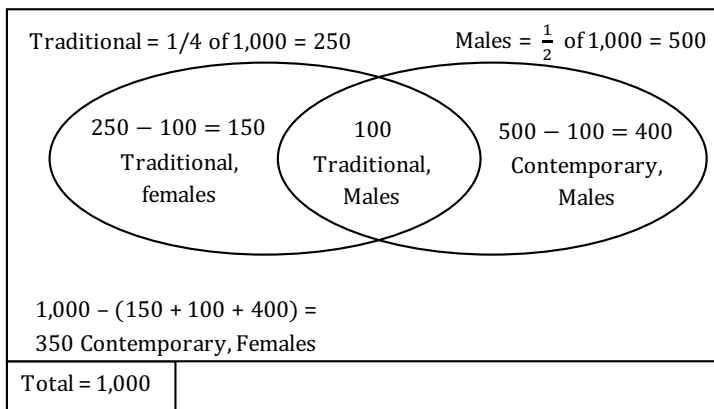 Traditional = 1/4 of 1,000 = 250
Males = \frac{1}{2} of 1,000 = 500
250 − 100 = 150
Traditional,
females
100
Traditional,
Males
500 − 100 = 400
Contemporary,
Males
1,000 – (150 + 100 + 400) =
350 Contemporary, Females
Total = 1,000